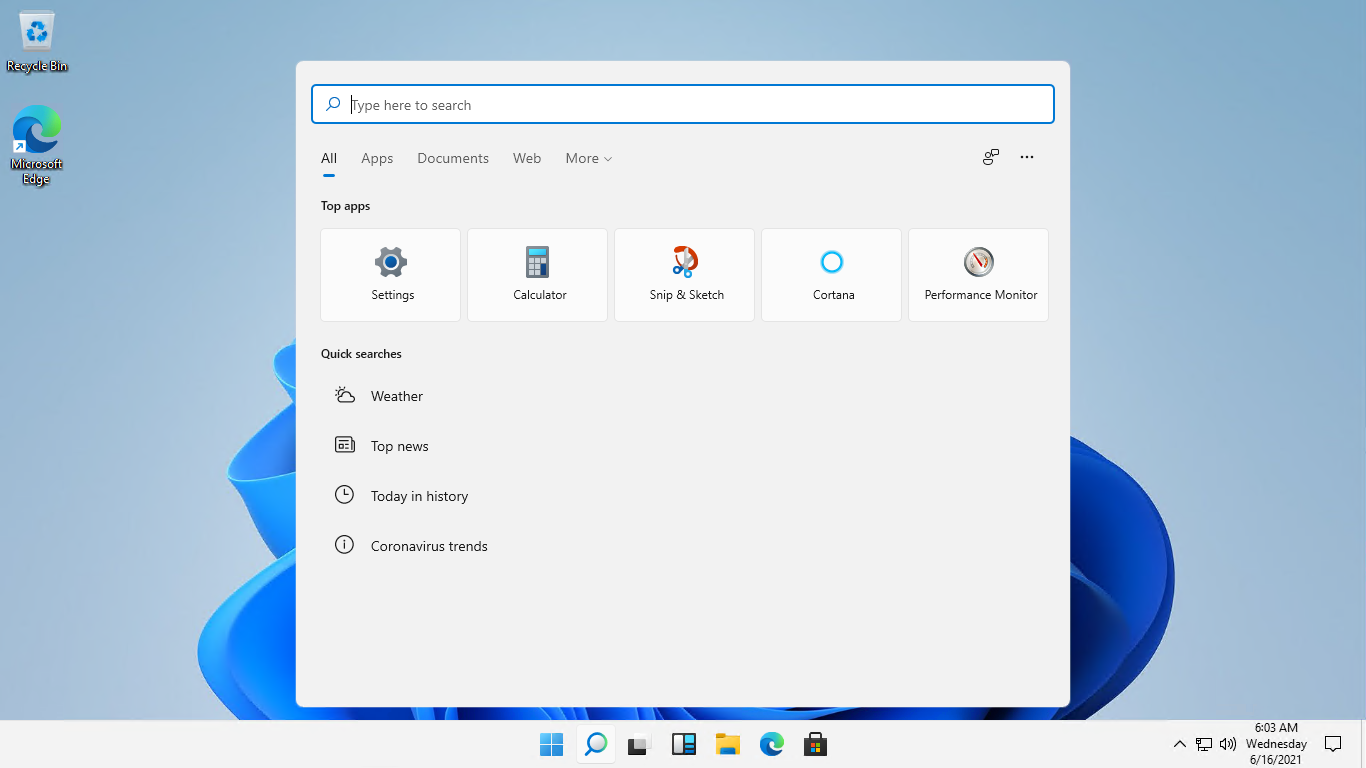 Recycle Bin
Microsoft
Edge
Type here to search
All Apps Documents Web More
Top apps
Settings Calculator Snip & Sketch Cortana Performance Monitor
Quick searches
Weather
Top news
Today in history
Coronavirus trends
6:03 AM
Wednesday
6/16/2021